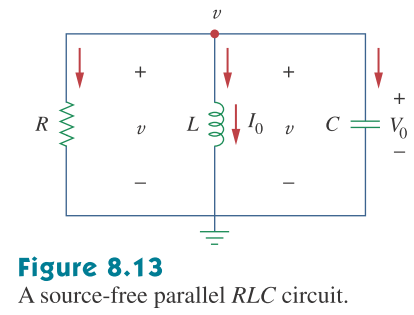 v
+ +
+
R v L I₀ v C V₀
–
– –
Figure 8.13
A source-free parallel RLC circuit.